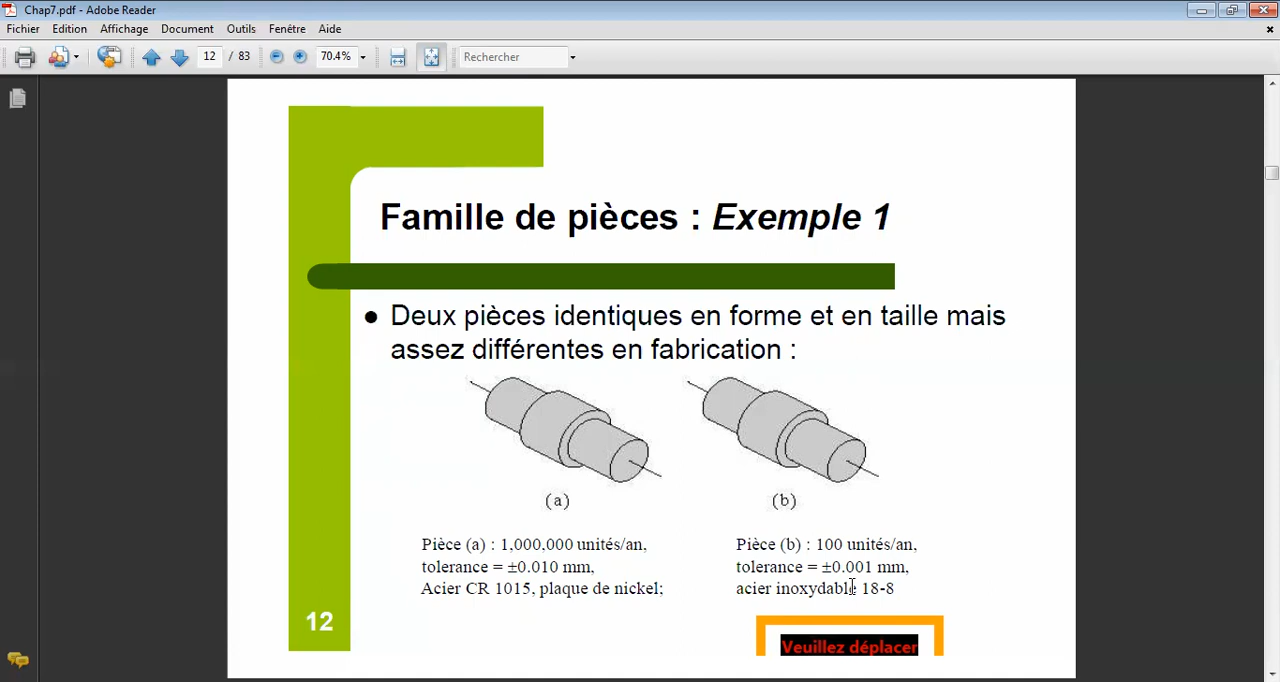 Chap7.pdf - Adobe Reader
Fichier Edition Affichage Document Outils Fenêtre Aide
12 / 83 70.4% Rechercher
Famille de pièces : Exemple 1
● Deux pièces identiques en forme et en taille mais
assez différentes en fabrication :
(a) (b)
Pièce (a) : 1,000,000 unités/an,
tolerance = ±0.010 mm,
Acier CR 1015, plaque de nickel;
Pièce (b) : 100 unités/an,
tolerance = ±0.001 mm,
acier inoxydable 18-8
12
Veuillez déplacer